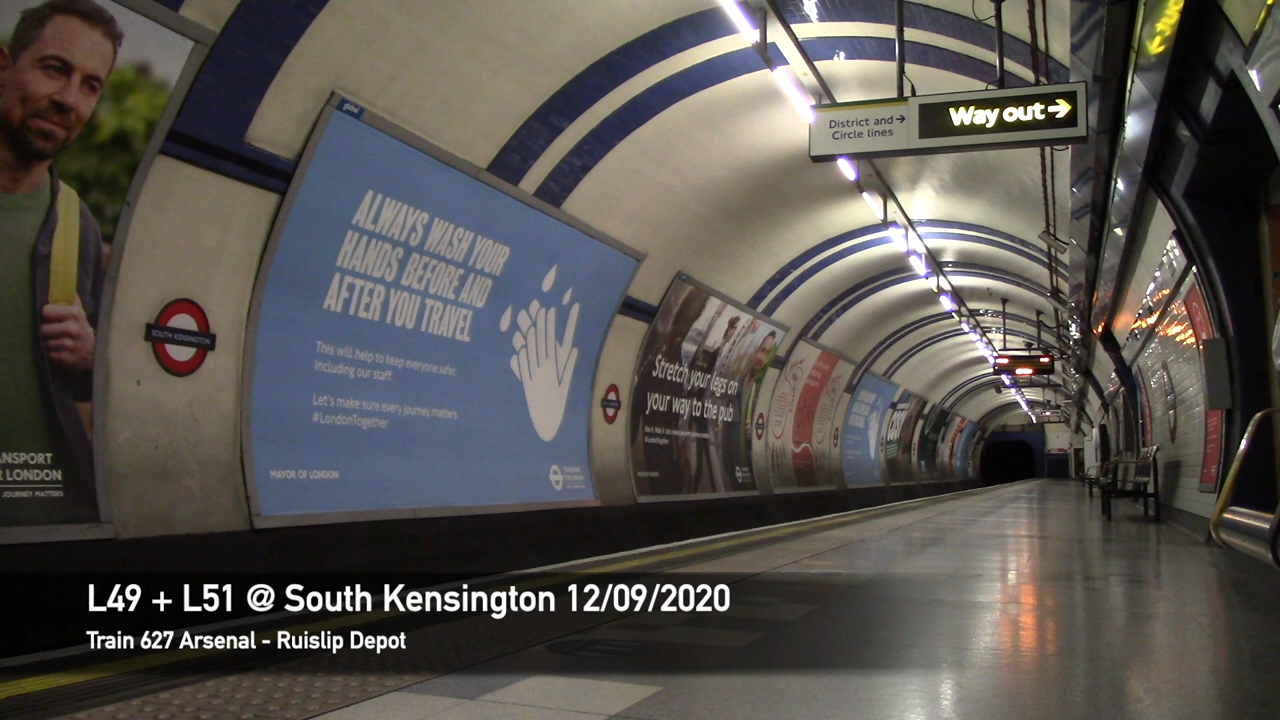 global
ALWAYS WASH YOUR
HANDS BEFORE AND
AFTER YOU TRAVEL
This will help to keep everyone safer
including our staff.
Let's make sure every journey matters
#LondonTogether
MAYOR OF LONDON
SOUTH KENSINGTON
ANSPORT
R LONDON
JOURNEY MATTERS
Stretch your legs on
your way to the pub
District and →
Circle lines
Way out →
L49 + L51 @ South Kensington 12/09/2020
Train 627 Arsenal - Ruislip Depot